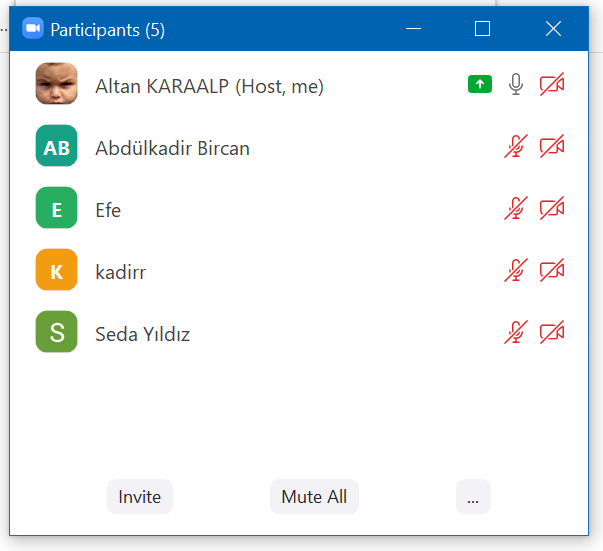 Participants (5)
Altan KARAALP (Host, me)
AB Abdülkadir Bircan
E Efe
K kadirr
S Seda Yıldız
Invite Mute All ...